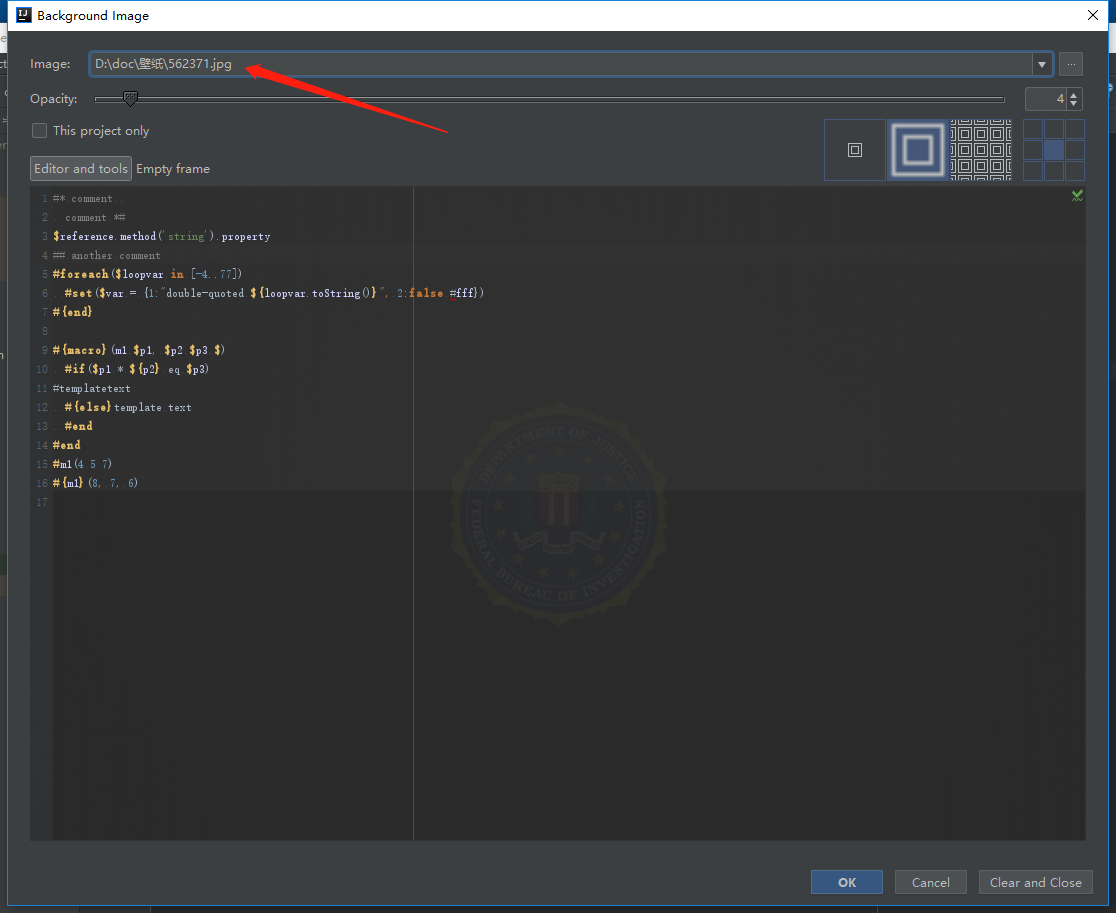 Background Image
Image: D:\doc\壁纸\562371.jpg
Opacity: 4
This project only
Editor and tools Empty frame
1 #* comment
2 comment *#
3 $reference.method('string').property
4 ## another comment
5 #foreach($loopvar in [-4..77])
6 #set($var = {1:"double-quoted ${loopvar.toString()}", 2:false #fff})
7 #{end}
8
9 #{macro}(m1 $p1, $p2 $p3 $)
10 #if($p1 * ${p2} eq $p3)
11 #templatetext
12 #{else}template text
13 #end
14 #end
15 #m1(4 5 7)
16 #{m1}(8, 7, 6)
17
DEPARTMENT OF JUSTICE
FEDERAL BUREAU OF INVESTIGATION
OK Cancel Clear and Close